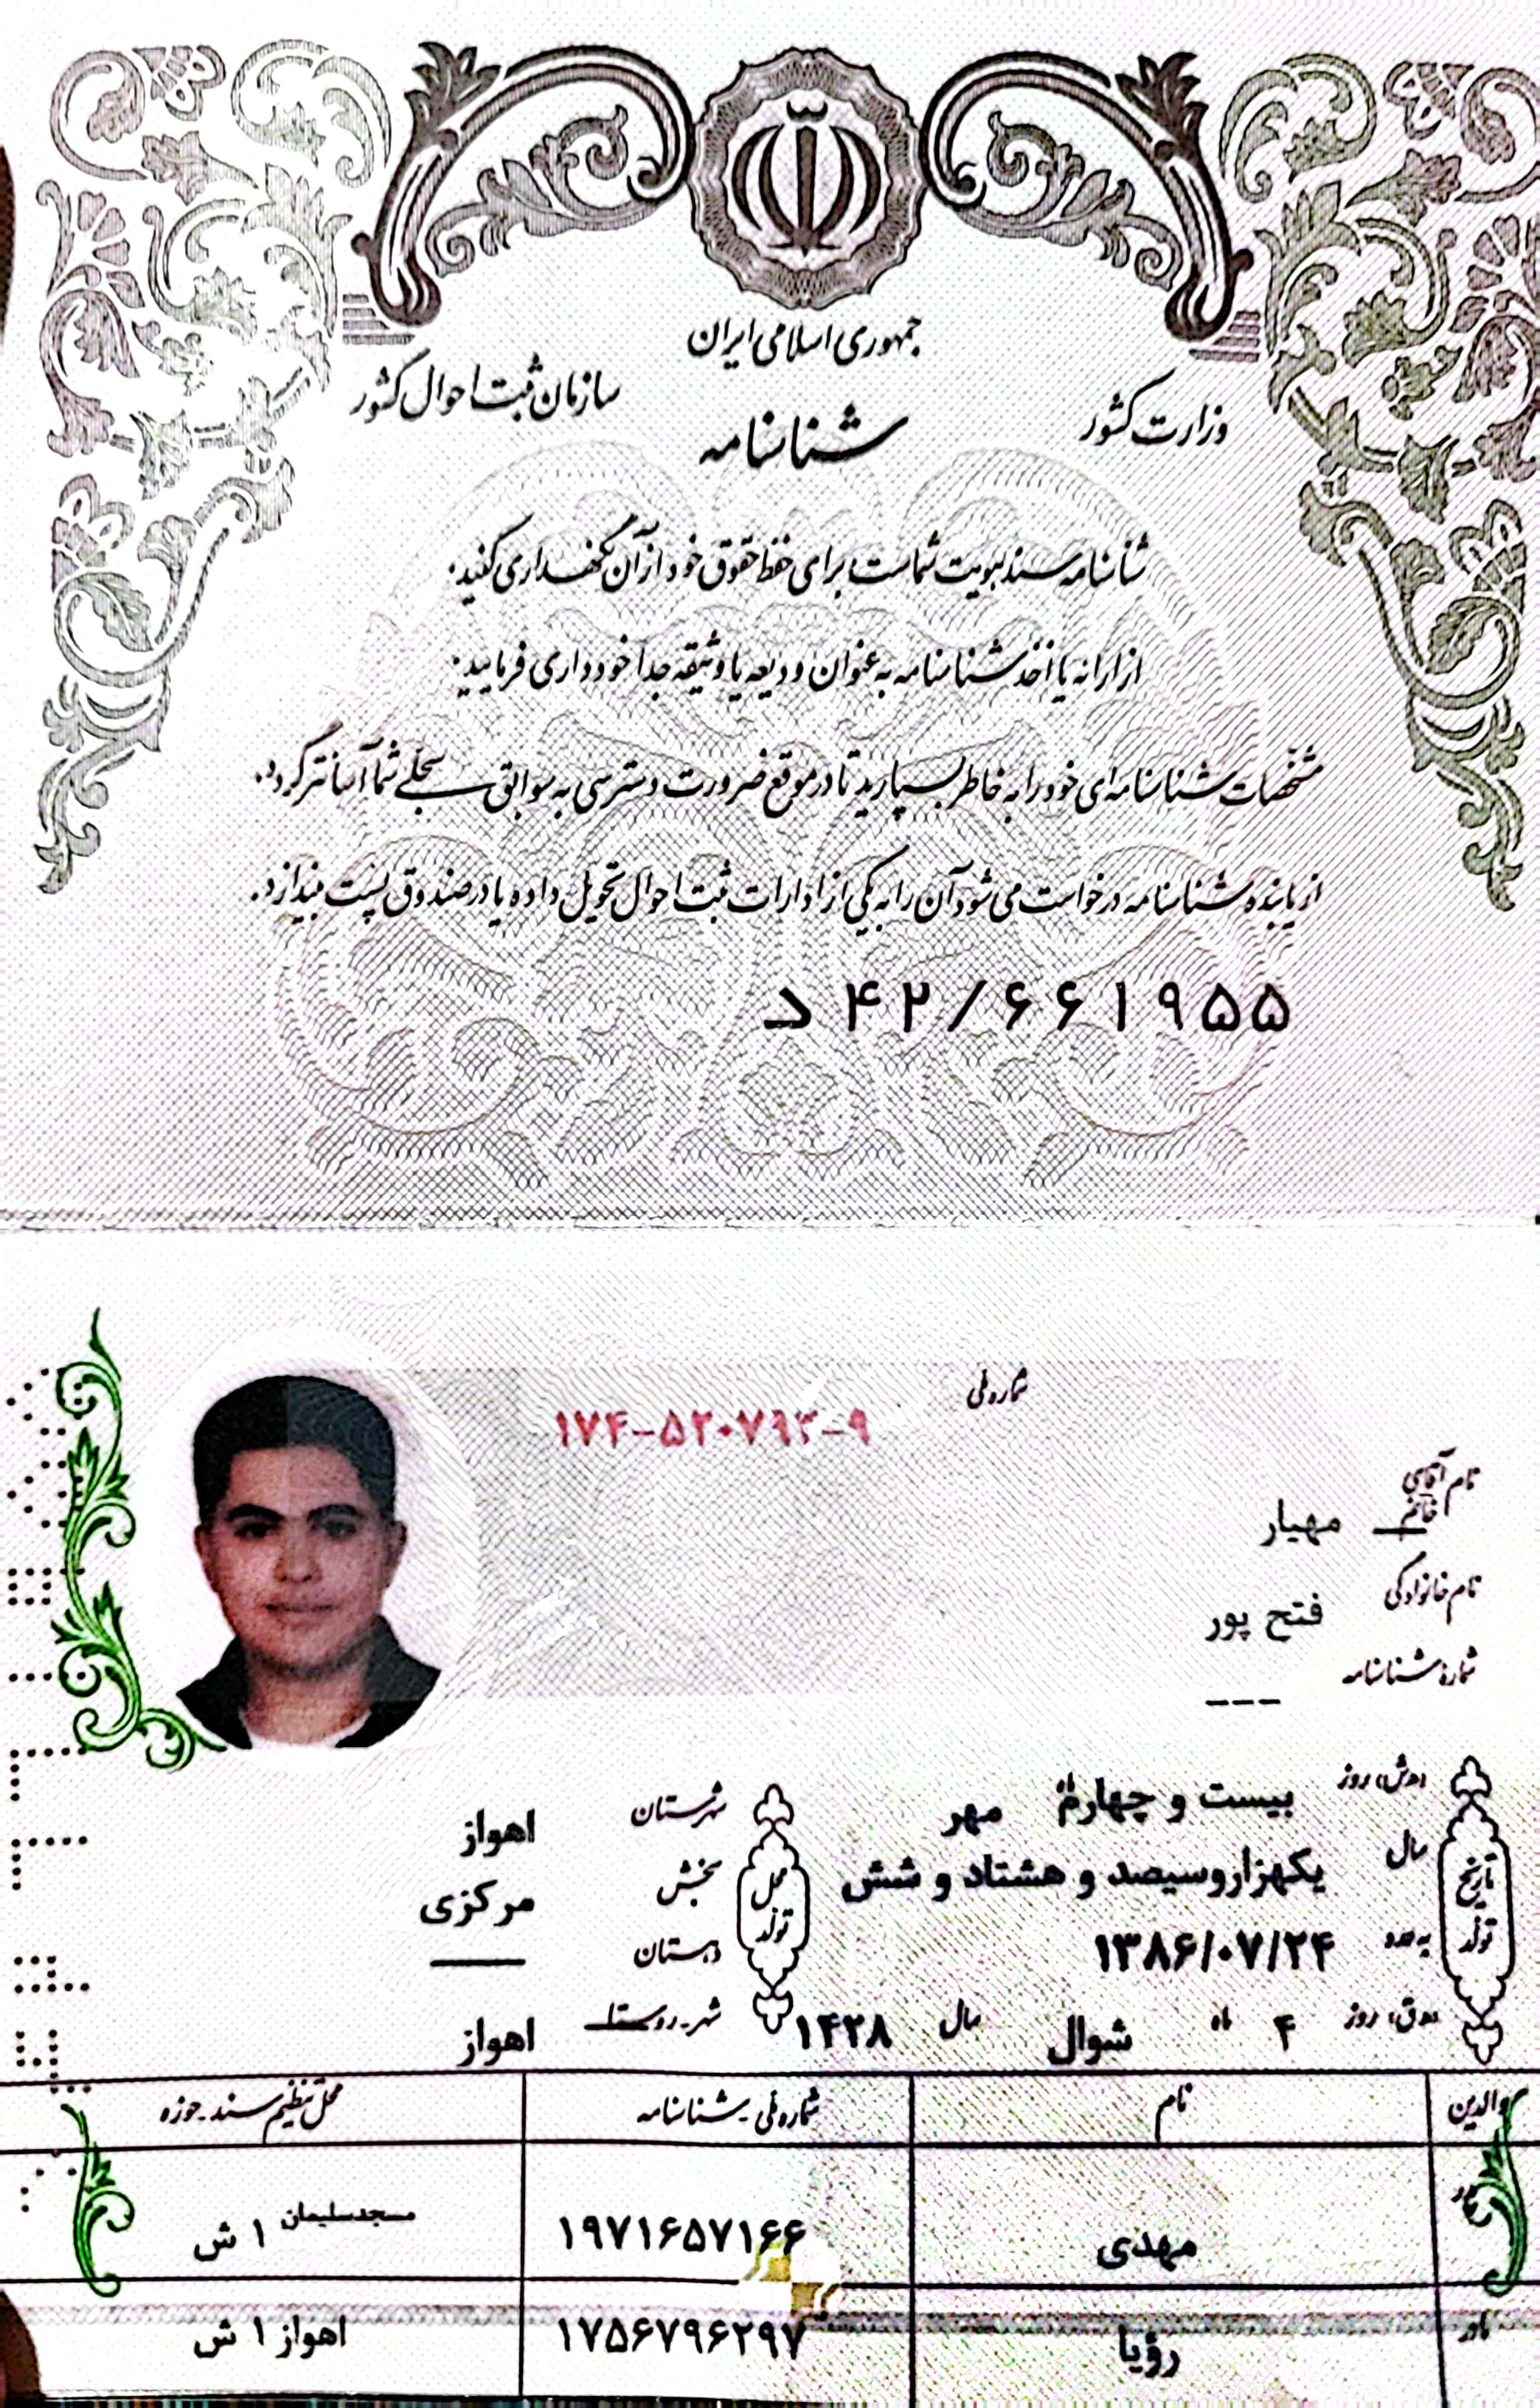 جمهوری اسلامی ایران
وزارت کشور
سازمان ثبت احوال کشور
شناسنامه
شناسنامه سند هویت شماست برای حفظ حقوق خود از آن نگهداری کنید.
از ارائه یا اخذ شناسنامه به عنوان ودیعه یا وثیقه جداً خودداری فرمایید.
مشخصات شناسنامه‌ای خود را به خاطر بسپارید تا در موقع ضرورت دسترسی به سوابق سجلی شما آسانتر گردد.
از یابنده شناسنامه درخواست می‌شود آن را به یکی از ادارات ثبت احوال تحویل داده یا در صندوق پست بیندازد.
د ۴۲/۶۶۱۹۵۵
شماره ملی
۱۷۴-۵۲۰۷۹۳-۹
نام آقای خانم مهیار
نام خانوادگی فتح پور
شماره شناسنامه ---
تاریخ تولد
(ه‍.ش) روز بیست و چهارم ماه مهر
سال یکهزاروسیصد و هشتاد و شش
به عدد ۱۳۸۶/۰۷/۲۴
(ه‍.ق) روز ۴ ماه شوال سال ۱۴۲۸
محل تولد
شهرستان اهواز
بخش مرکزی
دهستان ——
شهر-روستا اهواز
والدین نام شماره ملی - شناسنامه محل تنظیم سند - حوزه
پدر مهدی ۱۹۷۱۶۵۷۱۶۶ مسجدسلیمان ۱ ش
مادر رؤیا ۱۷۵۶۷۹۶۲۹۷ اهواز ۱ ش